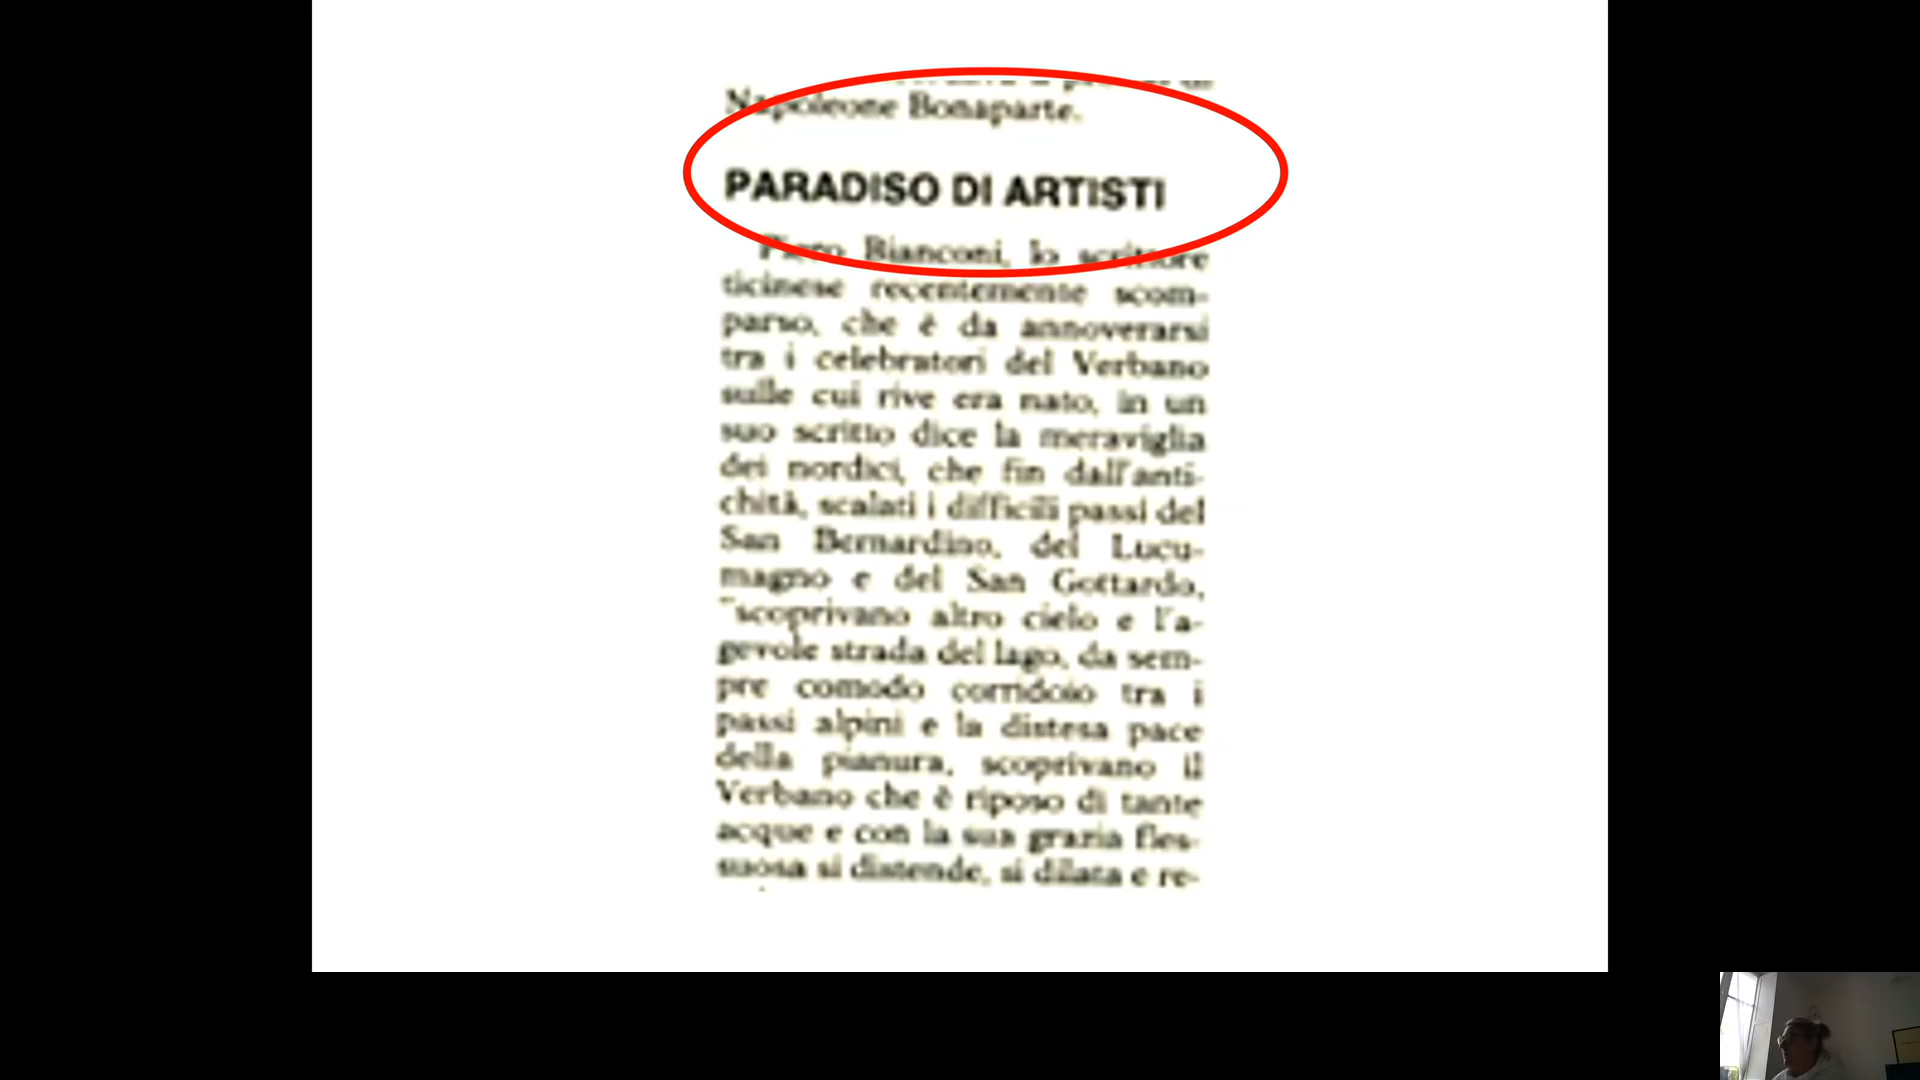 Napoleone Bonaparte.
PARADISO DI ARTISTI
Piero Bianconi, lo scrittore
ticinese recentemente scom-
parso, che è da annoverarsi
tra i celebratori del Verbano
sulle cui rive era nato, in un
suo scritto dice la meraviglia
dei nordici, che fin dall'anti-
chità, scalati i difficili passi del
San Bernardino, del Lucu-
magno e del San Gottardo,
"scoprivano altro cielo e l'a-
gevole strada del lago, da sem-
pre comodo corridoio tra i
passi alpini e la distesa pace
della pianura, scoprivano il
Verbano che è riposo di tante
acque e con la sua grazia fles-
suosa si distende, si dilata e re-